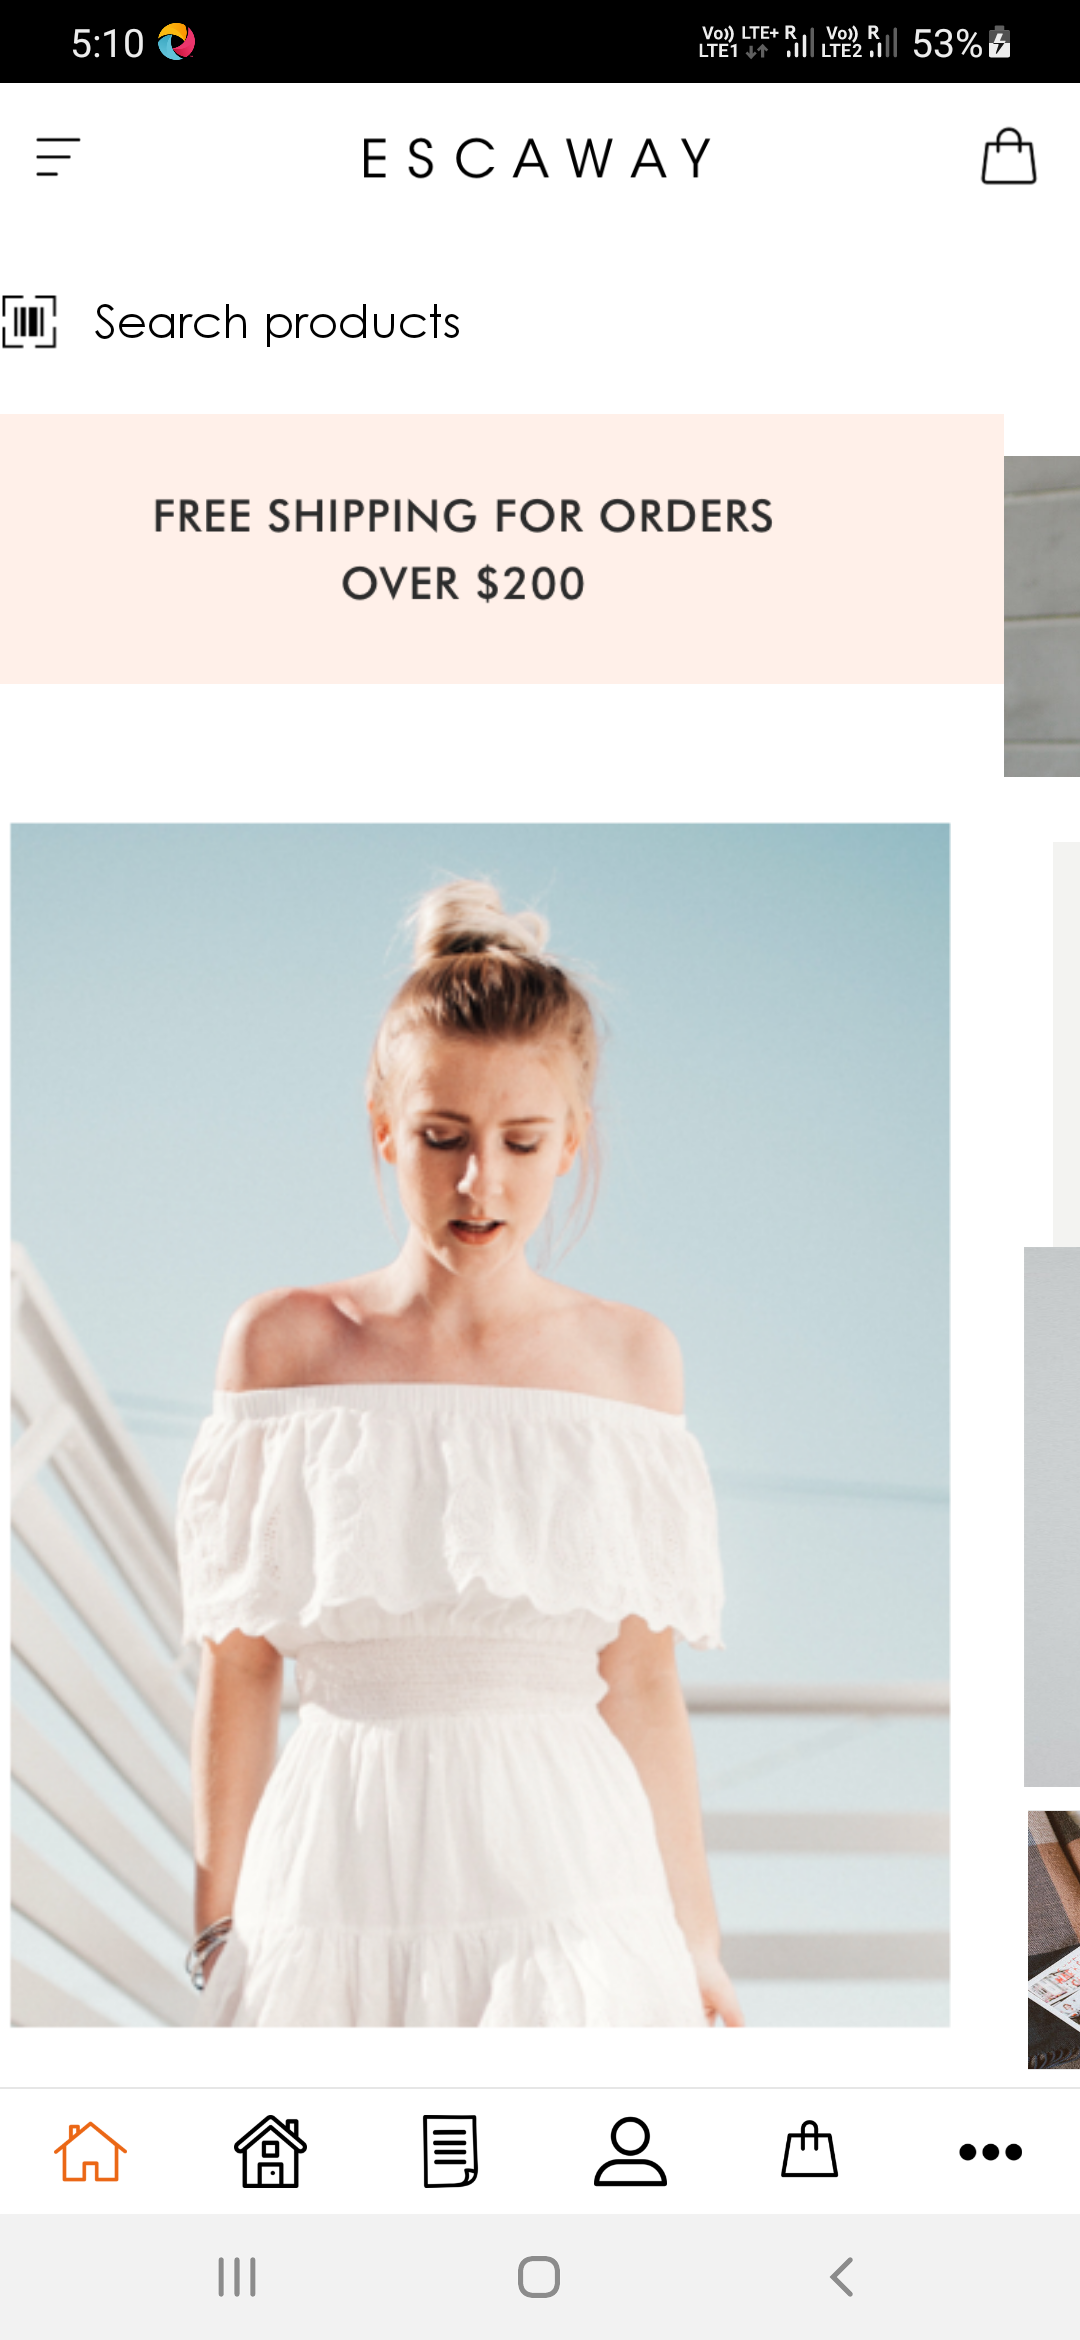 5:10
Vo)) LTE+ R Vo)) R
LTE1 LTE2 53%
ESCAWAY
Search products
FREE SHIPPING FOR ORDERS
OVER $200